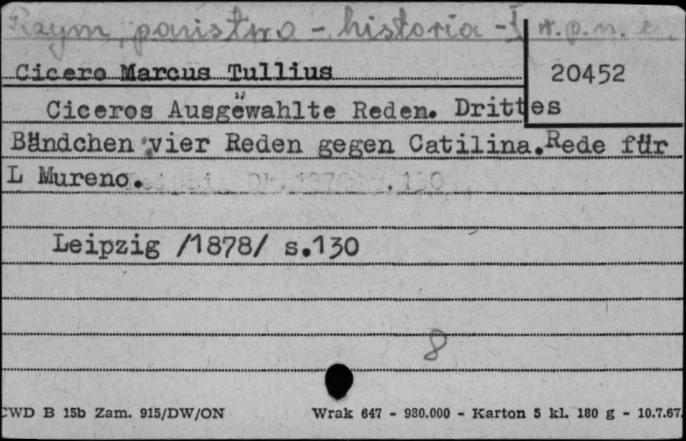 Rzym, państwo - historia - I w.p.n.e.
Cicero Marcus Tullius
20452
Ciceros Ausgewählte Reden. Drittes
Bändchen vier Reden gegen Catilina. Rede für
L Mureno.
Leipzig /1878/ s.130
8
CWD B 15b Zam. 915/DW/ON Wrak 647 - 980.000 - Karton 5 kl. 180 g - 10.7.67.